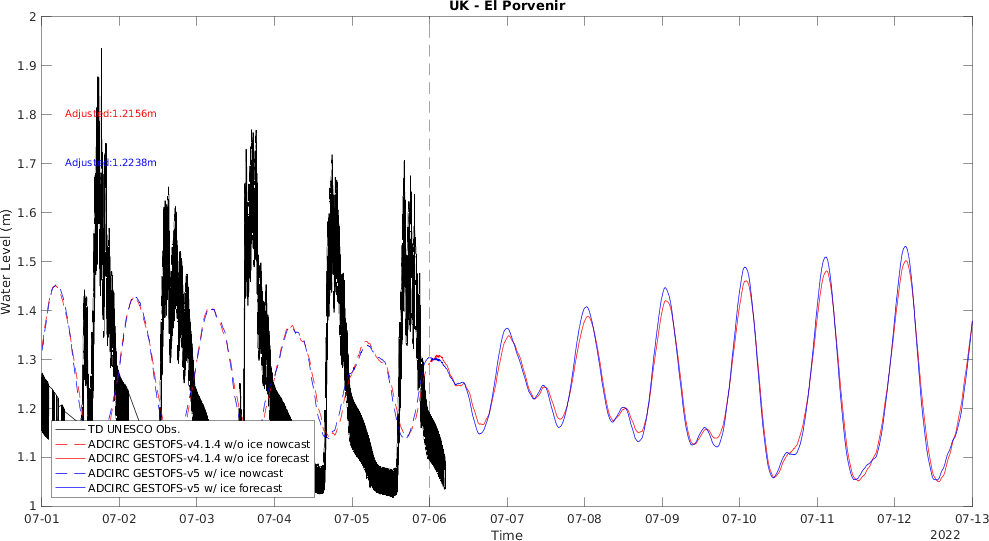 UK - El Porvenir
2
1.9
1.8
1.7
1.6
1.5
1.4
1.3
1.2
1.1
1
Water Level (m)
Adjusted:1.2156m
Adjusted:1.2238m
TD UNESCO Obs.
ADCIRC GESTOFS-v4.1.4 w/o ice nowcast
ADCIRC GESTOFS-v4.1.4 w/o ice forecast
ADCIRC GESTOFS-v5 w/ ice nowcast
ADCIRC GESTOFS-v5 w/ ice forecast
07-01 07-02 07-03 07-04 07-05 07-06 07-07 07-08 07-09 07-10 07-11 07-12 07-13
Time
2022